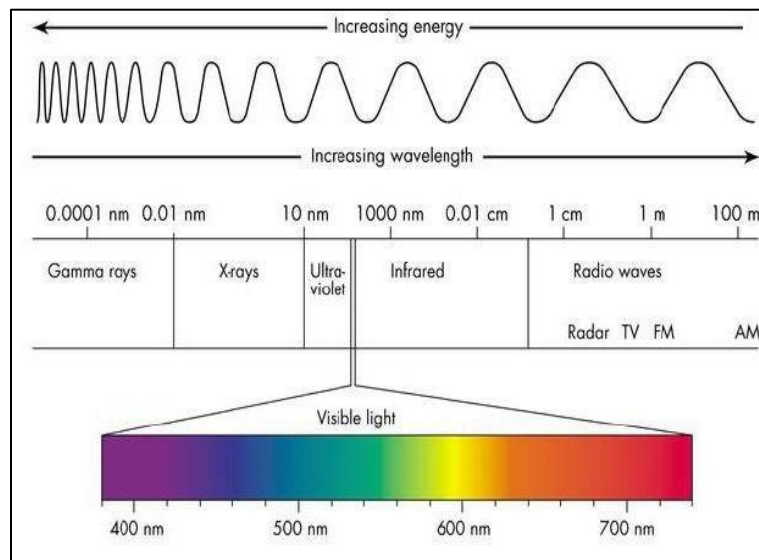 Increasing energy
Increasing wavelength
0.0001 nm 0.01 nm 10 nm 1000 nm 0.01 cm 1 cm 1 m 100 m
Gamma rays X-rays Ultra- Infrared Radio waves
violet
Radar TV FM AM
Visible light
400 nm 500 nm 600 nm 700 nm